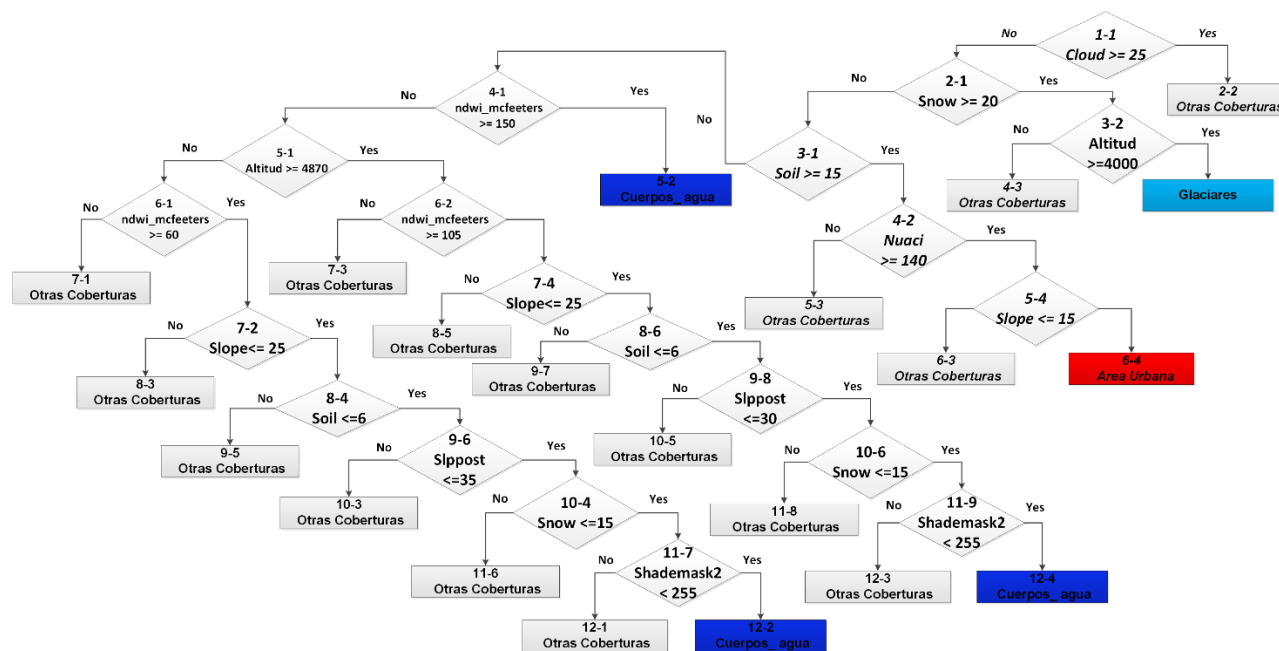 1-1
Cloud >= 25
No
Yes
2-1
Snow >= 20
2-2
Otras Coberturas
No
Yes
4-1
ndwi_mcfeeters
>= 150
No
Yes
No
3-1
Soil >= 15
Yes
3-2
Altitud
>=4000
No
Yes
5-1
Altitud >= 4870
No
Yes
5-2
Cuerpos_ agua
4-3
Otras Coberturas
Glaciares
6-1
ndwi_mcfeeters
>= 60
No
Yes
6-2
ndwi_mcfeeters
>= 105
No
Yes
4-2
Nuaci
>= 140
No
Yes
7-1
Otras Coberturas
7-3
Otras Coberturas
7-4
Slope<= 25
No
Yes
5-3
Otras Coberturas
5-4
Slope <= 15
No
Yes
7-2
Slope<= 25
No
Yes
8-5
Otras Coberturas
8-6
Soil <=6
No
Yes
6-3
Otras Coberturas
6-4
Area Urbana
8-3
Otras Coberturas
8-4
Soil <=6
No
Yes
9-7
Otras Coberturas
9-8
Slppost
<=30
No
Yes
9-5
Otras Coberturas
9-6
Slppost
<=35
No
Yes
10-5
Otras Coberturas
10-6
Snow <=15
No
Yes
10-3
Otras Coberturas
10-4
Snow <=15
No
Yes
11-8
Otras Coberturas
11-9
Shademask2
< 255
No
Yes
11-6
Otras Coberturas
11-7
Shademask2
< 255
No
Yes
12-3
Otras Coberturas
12-4
Cuerpos_ agua
12-1
Otras Coberturas
12-2
Cuerpos_ agua